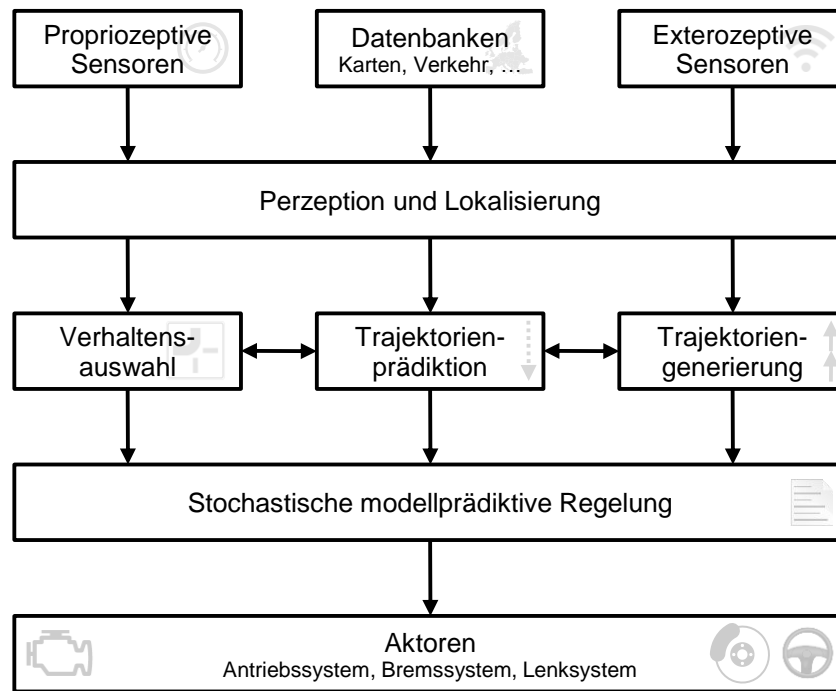 Propriozeptive
Sensoren
Datenbanken
Karten, Verkehr, …
Exterozeptive
Sensoren
Perzeption und Lokalisierung
Verhaltens-
auswahl
Trajektorien-
prädiktion
Trajektorien-
generierung
Stochastische modellprädiktive Regelung
Aktoren
Antriebssystem, Bremssystem, Lenksystem